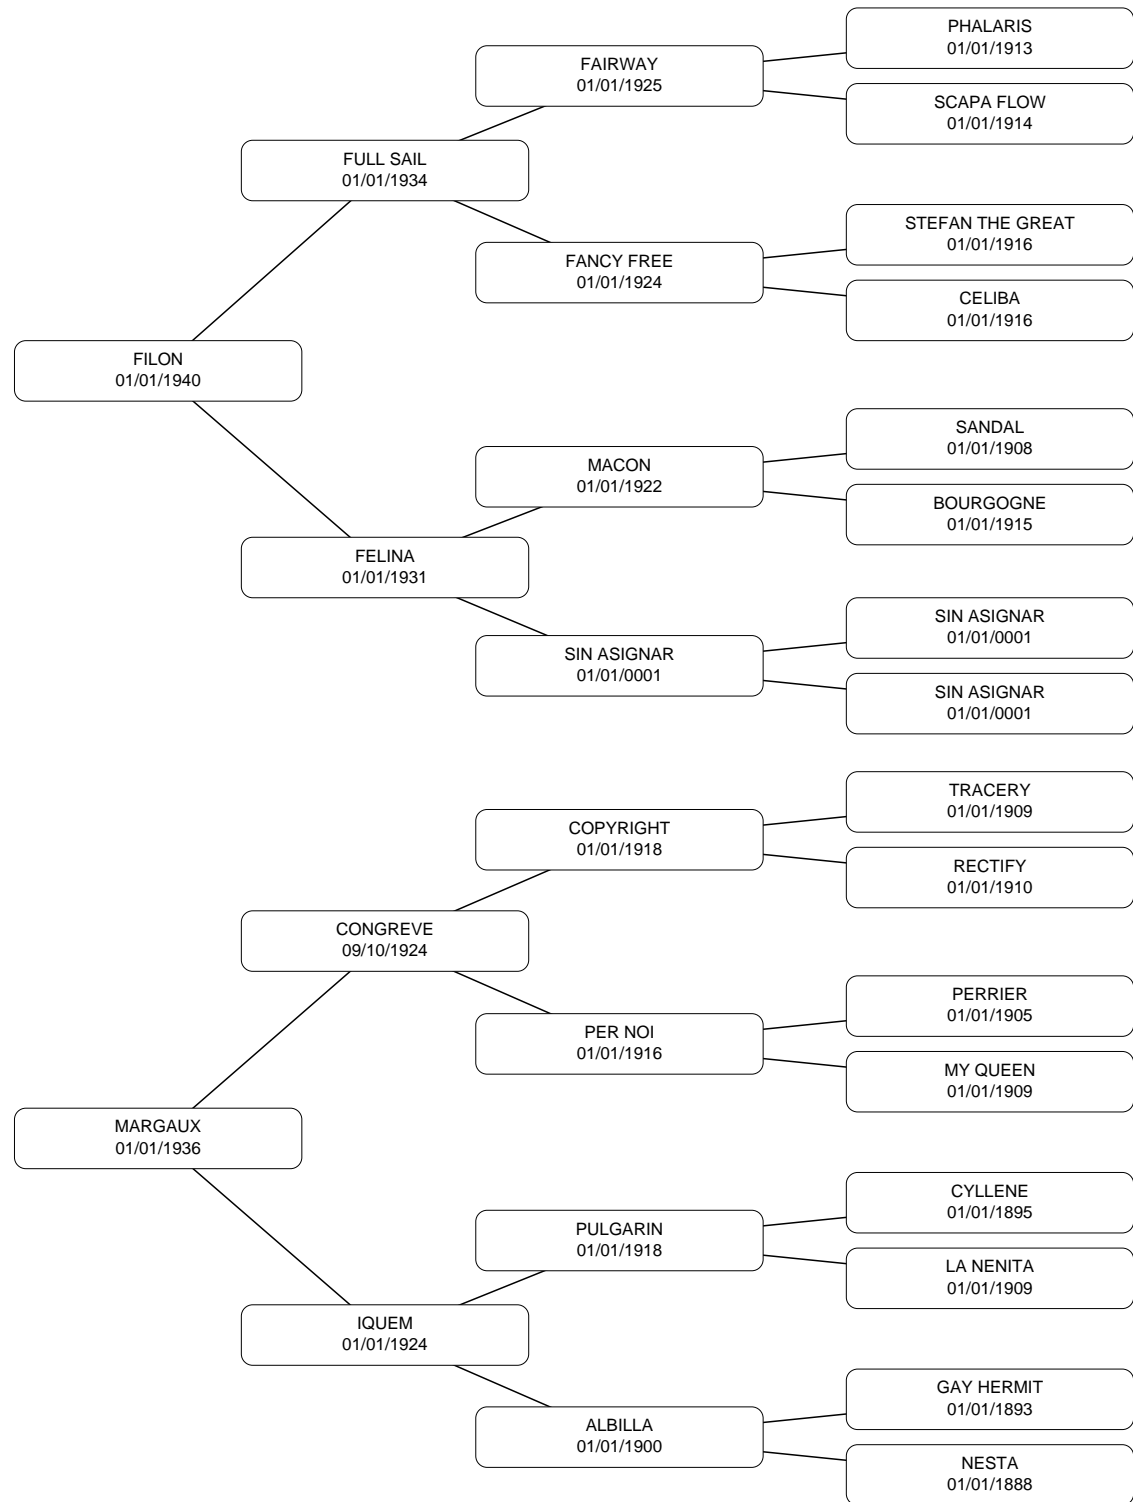 PHALARIS
01/01/1913
FAIRWAY
01/01/1925
SCAPA FLOW
01/01/1914
FULL SAIL
01/01/1934
STEFAN THE GREAT
01/01/1916
FANCY FREE
01/01/1924
CELIBA
01/01/1916
FILON
01/01/1940
SANDAL
01/01/1908
MACON
01/01/1922
BOURGOGNE
01/01/1915
FELINA
01/01/1931
SIN ASIGNAR
01/01/0001
SIN ASIGNAR
01/01/0001
SIN ASIGNAR
01/01/0001
TRACERY
01/01/1909
COPYRIGHT
01/01/1918
RECTIFY
01/01/1910
CONGREVE
09/10/1924
PERRIER
01/01/1905
PER NOI
01/01/1916
MY QUEEN
01/01/1909
MARGAUX
01/01/1936
CYLLENE
01/01/1895
PULGARIN
01/01/1918
LA NENITA
01/01/1909
IQUEM
01/01/1924
GAY HERMIT
01/01/1893
ALBILLA
01/01/1900
NESTA
01/01/1888